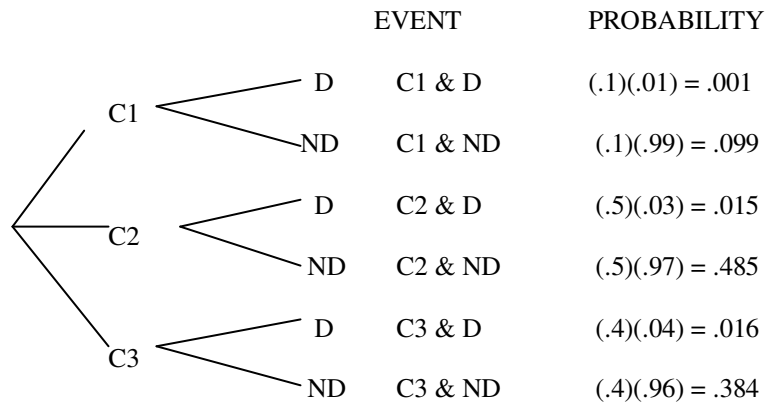 EVENT PROBABILITY
D C1 & D (.1)(.01) = .001
C1
ND C1 & ND (.1)(.99) = .099
D C2 & D (.5)(.03) = .015
C2
ND C2 & ND (.5)(.97) = .485
D C3 & D (.4)(.04) = .016
C3
ND C3 & ND (.4)(.96) = .384